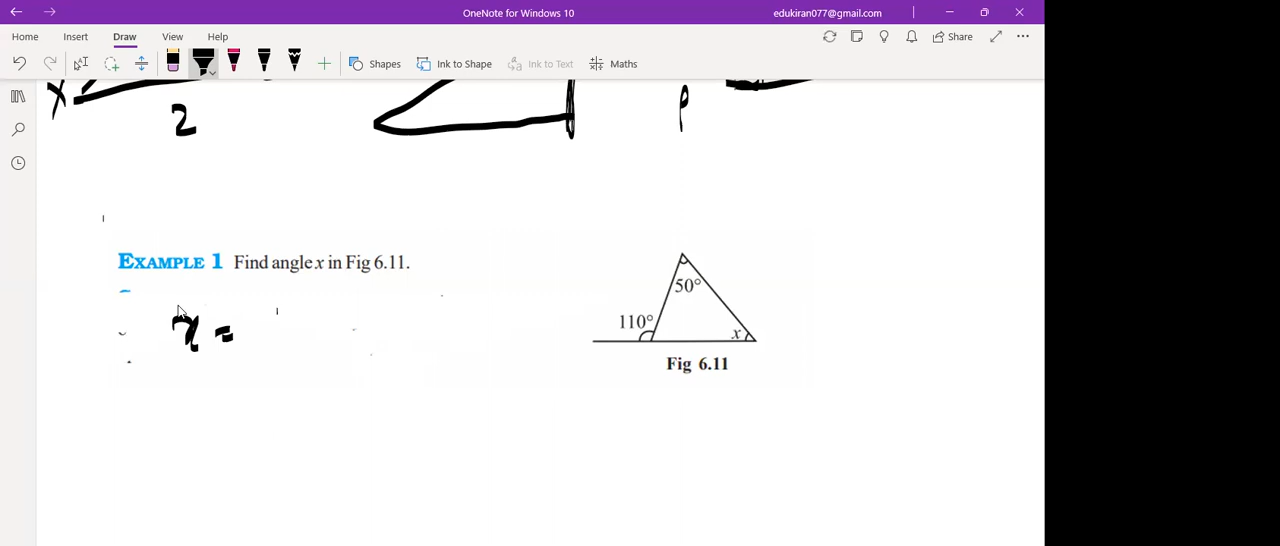 OneNote for Windows 10
edukiran077@gmail.com
Home Insert Draw View Help
Share
Shapes
Ink to Shape
Ink to Text
Maths
X
2
P
EXAMPLE 1 Find angle x in Fig 6.11.
x =
50°
110°
x
Fig 6.11